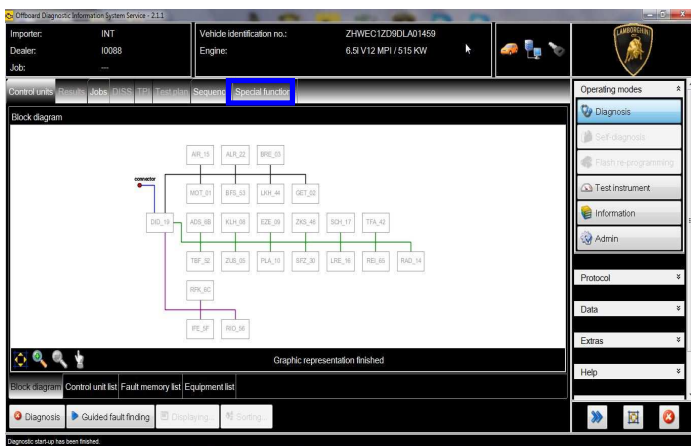 Offboard Diagnostic Information System Service - 2.1.1
Importer: INT
Dealer: I0088
Job: ---
Vehicle identification no.: ZHWEC1ZD9DLA01459
Engine: 6.5l V12 MPI / 515 KW
LAMBORGHINI
Control units Results Jobs DISS TPI Test plan Sequenc Special function
Block diagram
AIR_15 ALR_22 BRE_03
connector
MOT_01 BFS_53 LKH_44 GET_02
DID_19 ADS_6B KLH_08 EZE_09 ZKS_46 SCH_17 TFA_42
TBF_52 ZUB_05 PLA_10 SFZ_30 LRE_16 REI_65 RAD_14
RFK_6C
IPE_5F RIO_56
Graphic representation finished
Block diagram Control unit list Fault memory list Equipment list
Diagnosis Guided fault finding Displaying... Sorting...
Diagnostic start-up has been finished.
Operating modes
Diagnosis
Self-diagnosis
Flash re-programming
Test instrument
Information
Admin
Protocol
Data
Extras
Help